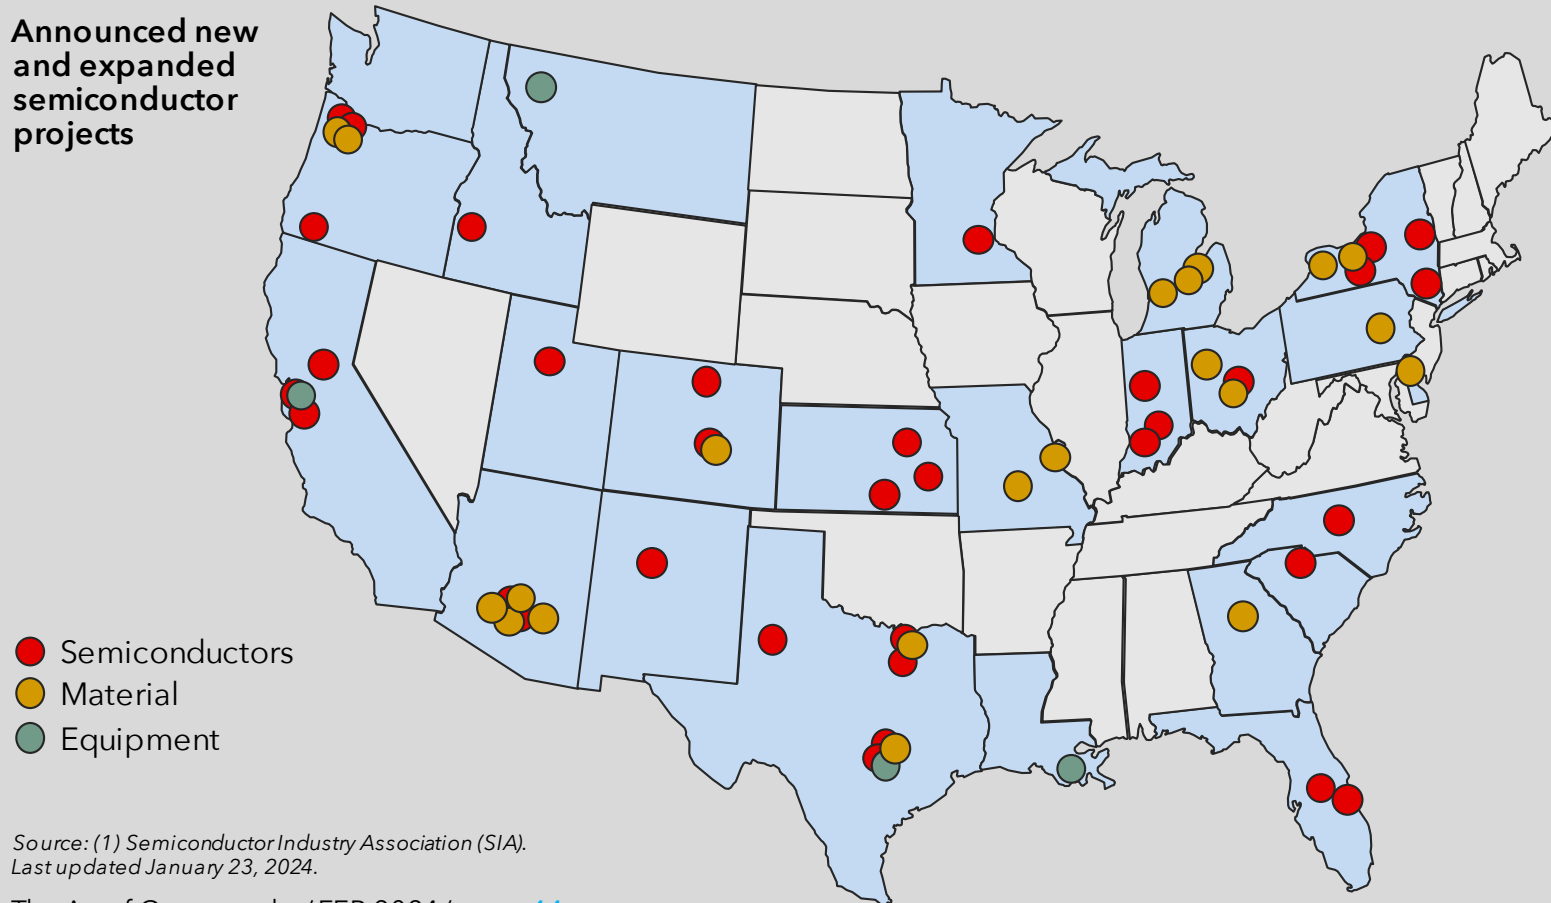 Announced new
and expanded
semiconductor
projects
Semiconductors
Material
Equipment
Source: (1) Semiconductor Industry Association (SIA).
Last updated January 23, 2024.